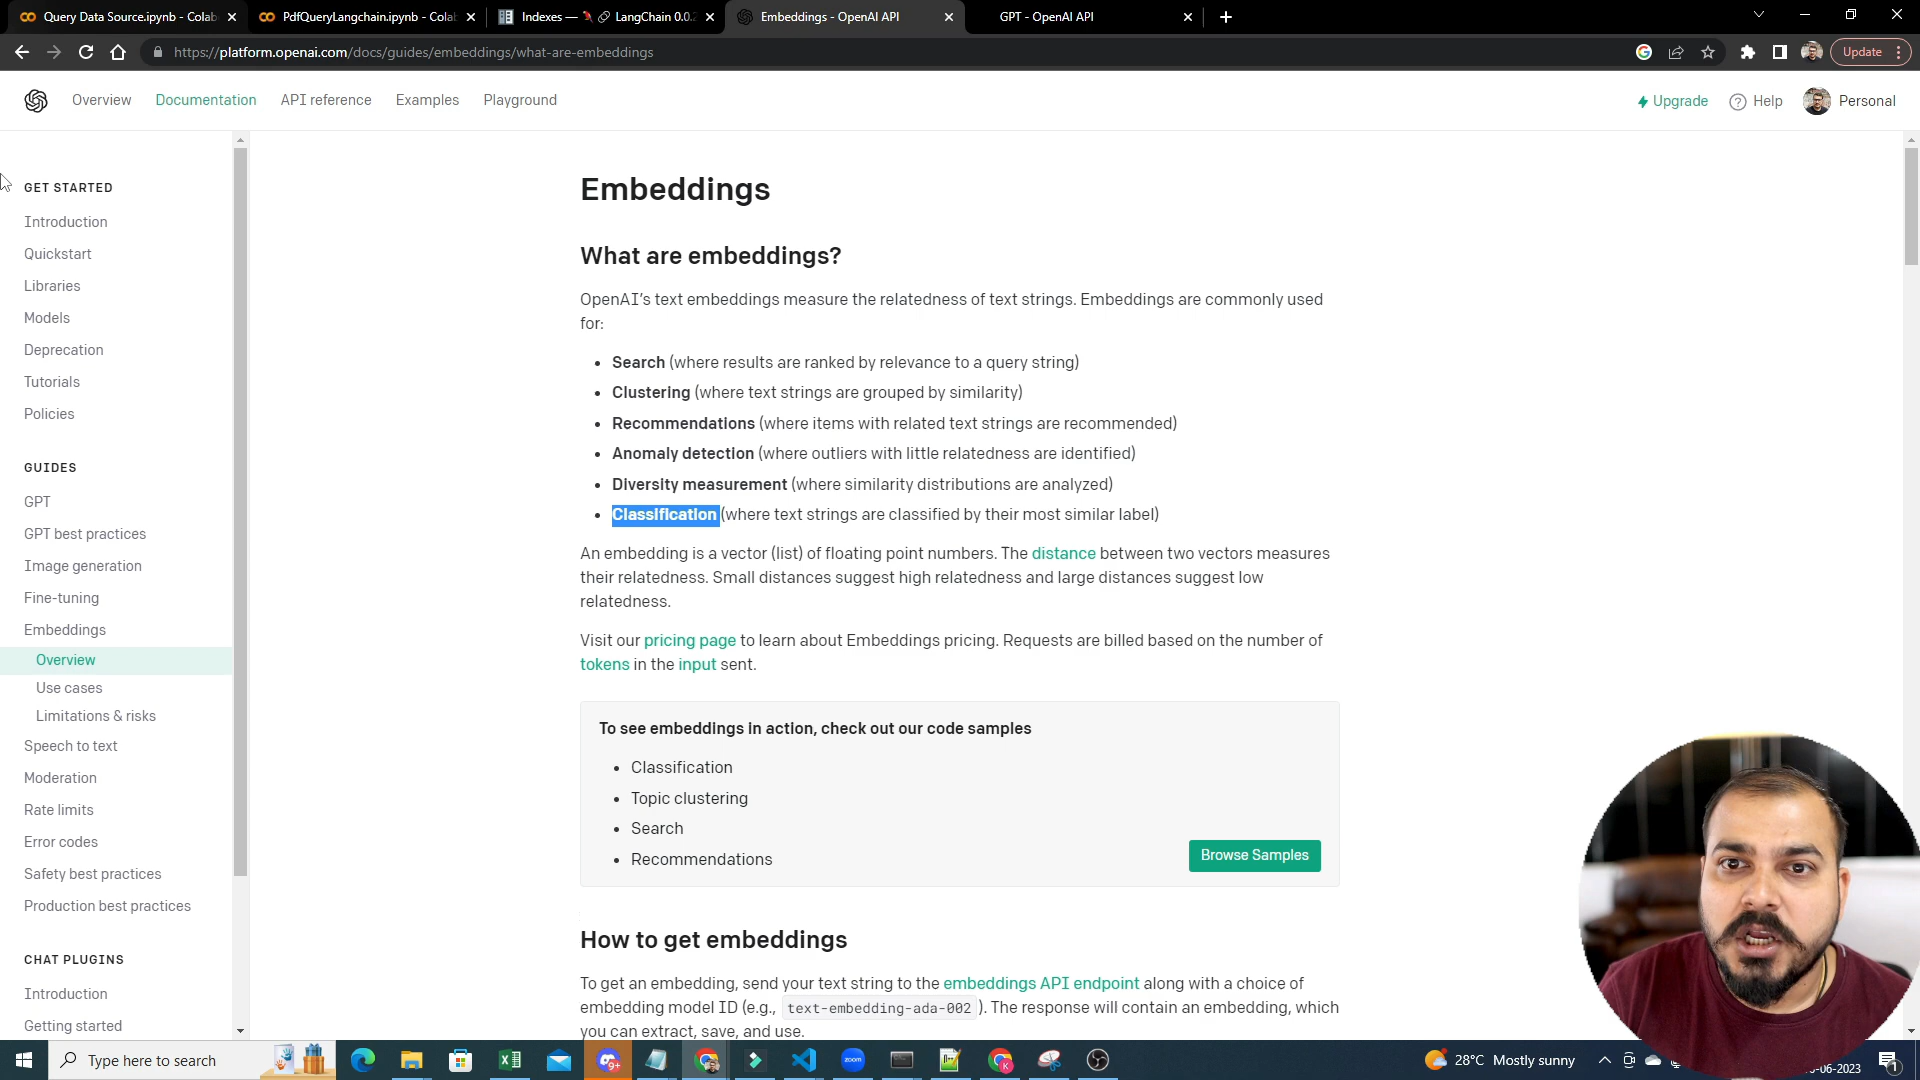 Query Data Source.ipynb - Colab
PdfQueryLangchain.ipynb - Colab
Indexes — 🦜🔗 LangChain 0.0.2
Embeddings - OpenAI API
GPT - OpenAI API
https://platform.openai.com/docs/guides/embeddings/what-are-embeddings
Update
Overview
Documentation
API reference
Examples
Playground
Upgrade
Help
Personal
GET STARTED
Introduction
Quickstart
Libraries
Models
Deprecation
Tutorials
Policies
GUIDES
GPT
GPT best practices
Image generation
Fine-tuning
Embeddings
Overview
Use cases
Limitations & risks
Speech to text
Moderation
Rate limits
Error codes
Safety best practices
Production best practices
CHAT PLUGINS
Introduction
Getting started
Embeddings
What are embeddings?
OpenAI's text embeddings measure the relatedness of text strings. Embeddings are commonly used
for:
• Search (where results are ranked by relevance to a query string)
• Clustering (where text strings are grouped by similarity)
• Recommendations (where items with related text strings are recommended)
• Anomaly detection (where outliers with little relatedness are identified)
• Diversity measurement (where similarity distributions are analyzed)
• Classification (where text strings are classified by their most similar label)
An embedding is a vector (list) of floating point numbers. The distance between two vectors measures
their relatedness. Small distances suggest high relatedness and large distances suggest low
relatedness.
Visit our pricing page to learn about Embeddings pricing. Requests are billed based on the number of
tokens in the input sent.
To see embeddings in action, check out our code samples
• Classification
• Topic clustering
• Search
• Recommendations
Browse Samples
How to get embeddings
To get an embedding, send your text string to the embeddings API endpoint along with a choice of
embedding model ID (e.g., text-embedding-ada-002 ). The response will contain an embedding, which
you can extract, save, and use.
Type here to search
9+
zoom
K
28°C Mostly sunny
-06-2023
1